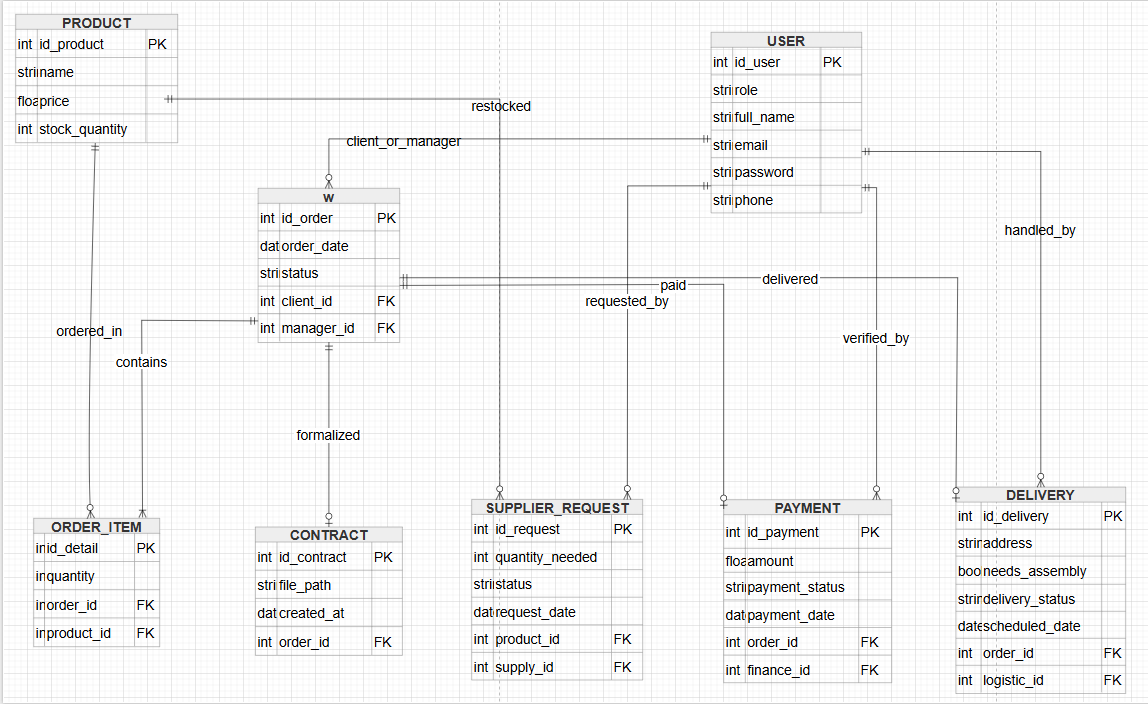 PRODUCT
int id_product PK
stri name
floa price
int stock_quantity
USER
int id_user PK
stri role
stri full_name
stri email
stri password
stri phone
restocked
client_or_manager
w
int id_order PK
dat order_date
stri status
int client_id FK
int manager_id FK
handled_by
delivered
paid
requested_by
ordered_in
verified_by
contains
formalized
ORDER_ITEM
in id_detail PK
in quantity
in order_id FK
in product_id FK
CONTRACT
int id_contract PK
stri file_path
dat created_at
int order_id FK
SUPPLIER_REQUEST
int id_request PK
int quantity_needed
stri status
dat request_date
int product_id FK
int supply_id FK
PAYMENT
int id_payment PK
floa amount
stri payment_status
dat payment_date
int order_id FK
int finance_id FK
DELIVERY
int id_delivery PK
strin address
boo needs_assembly
strin delivery_status
date scheduled_date
int order_id FK
int logistic_id FK